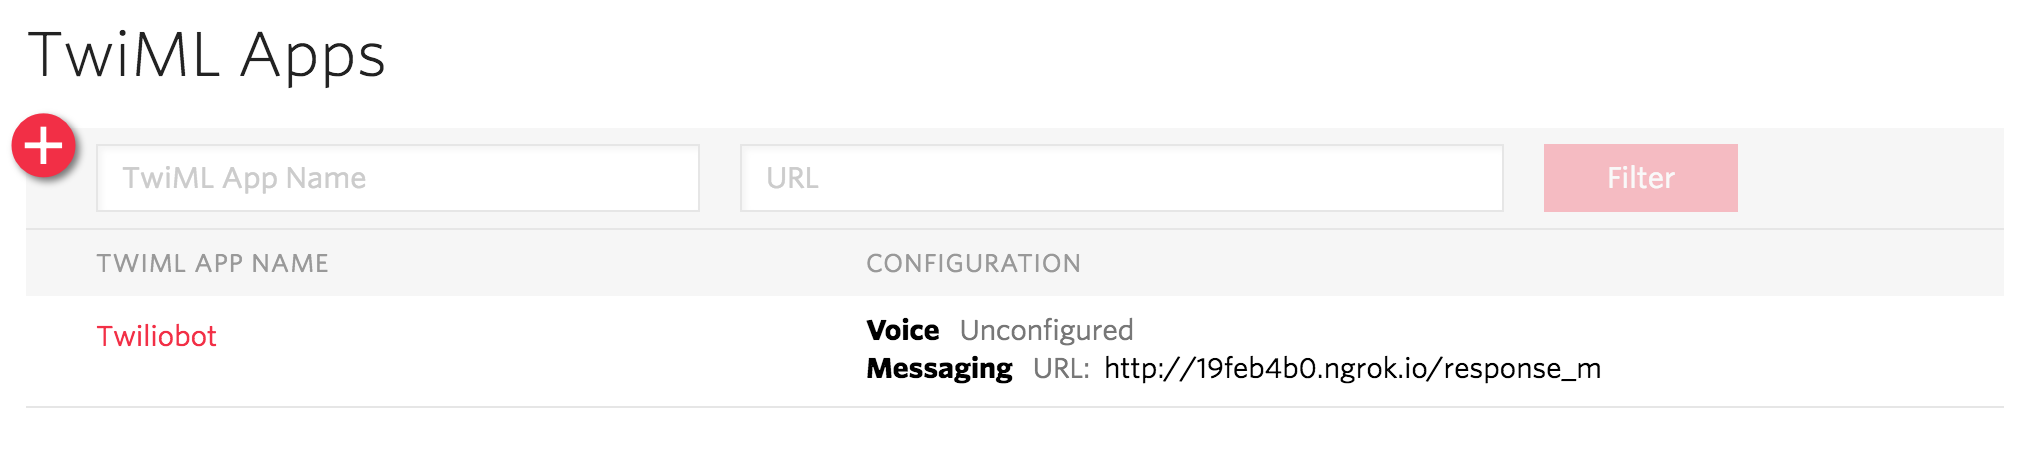 TwiML Apps
TwiML App Name URL Filter
TWIML APP NAME CONFIGURATION
Twiliobot Voice Unconfigured
Messaging URL: http://19feb4b0.ngrok.io/response_m